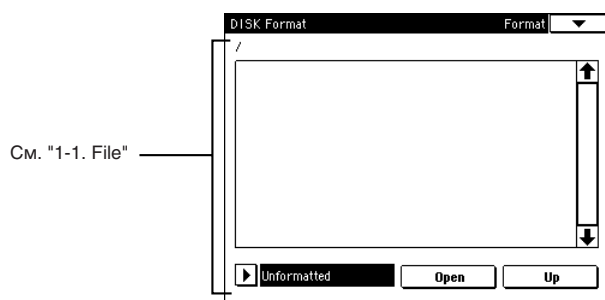 DISK Format Format
/
См. "1-1. File"
Unformatted Open Up